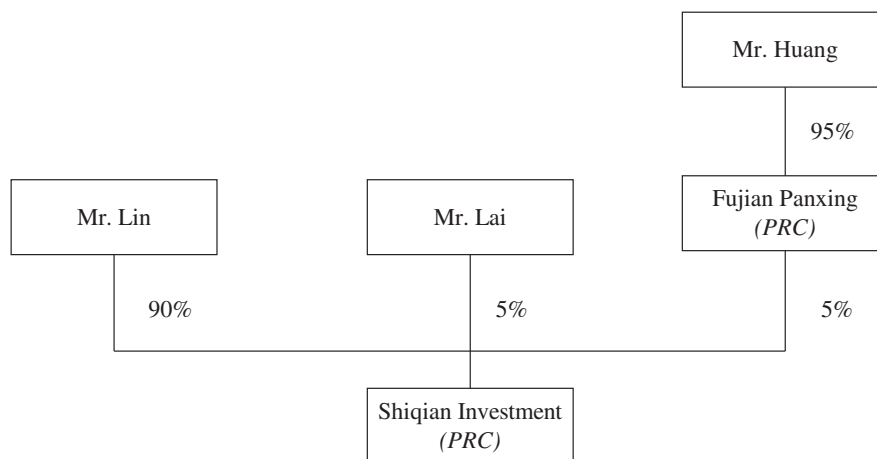 Mr. Huang
95%
Mr. Lin
Mr. Lai
Fujian Panxing
(PRC)
90%
5%
5%
Shiqian Investment
(PRC)